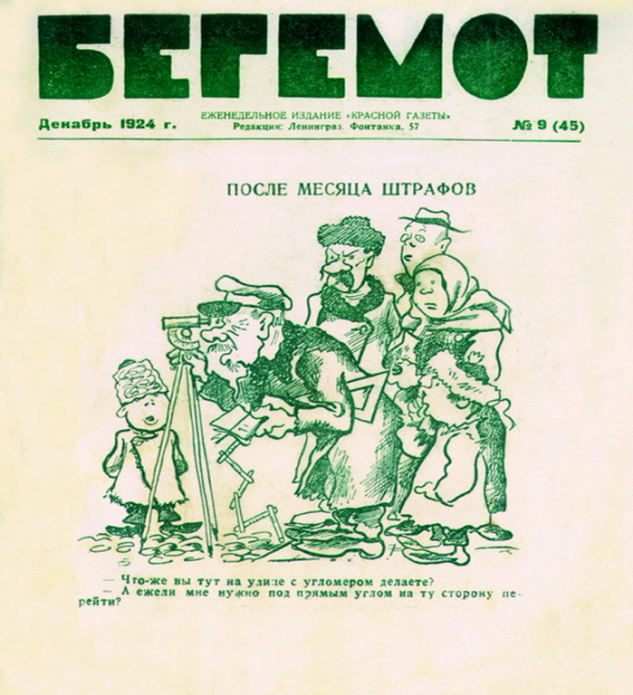 БЕГЕМОТ
Декабрь 1924 г.
ЕЖЕНЕДЕЛЬНОЕ ИЗДАНИЕ «КРАСНОЙ ГАЗЕТЫ»
Редакция: Ленинград. Фонтанка, 57
№ 9 (45)
ПОСЛЕ МЕСЯЦА ШТРАФОВ
— Что-же вы тут на улице с угломером делаете?
— А ежели мне нужно под прямым углом на ту сторону пе-
рейти?